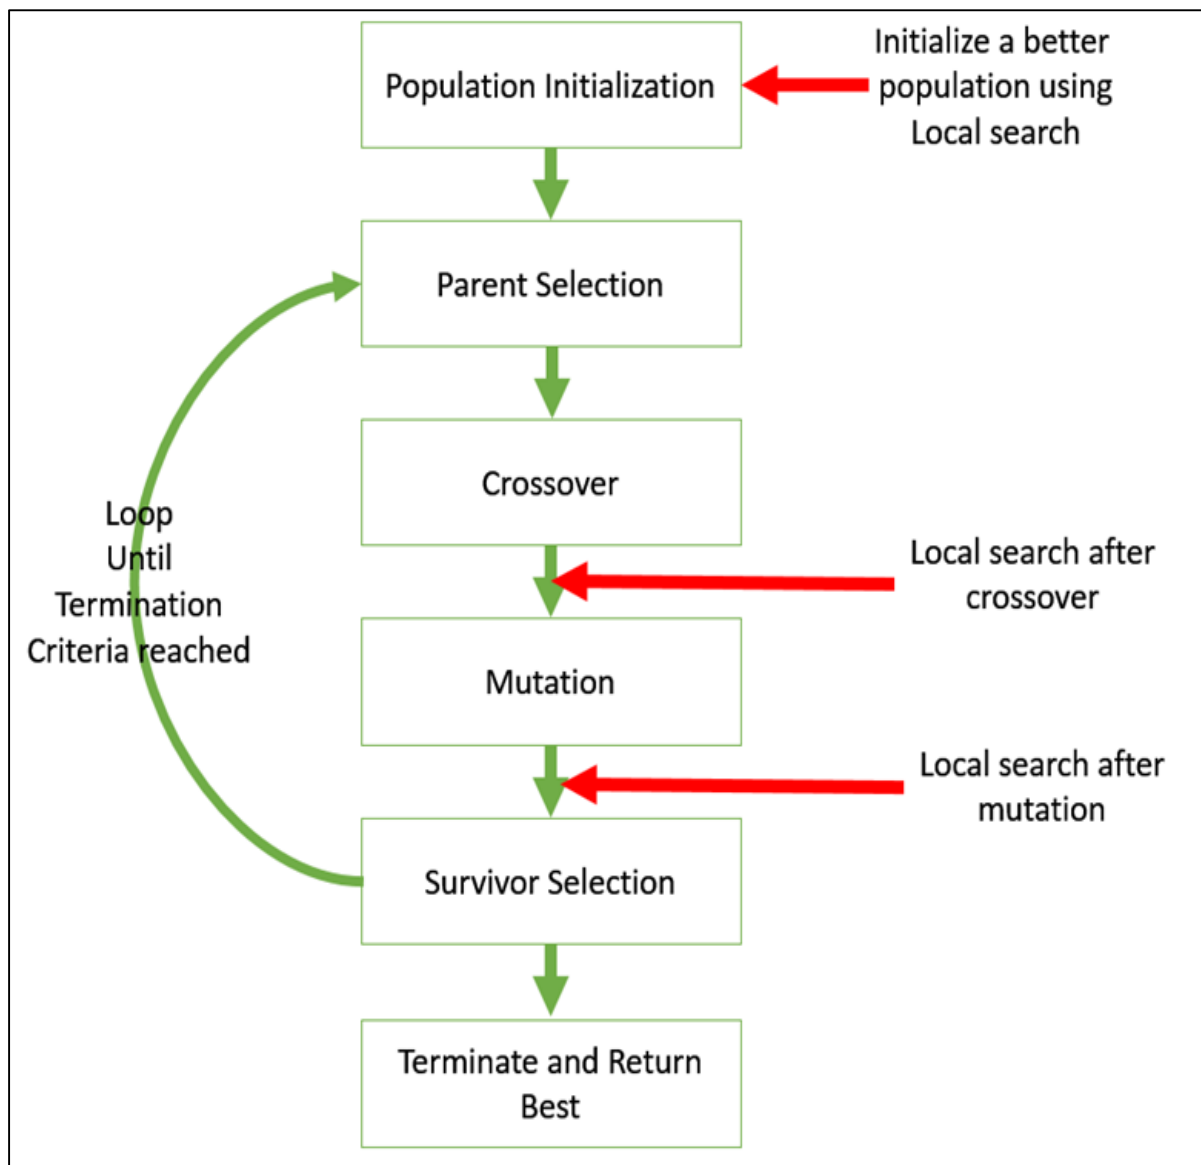 Population Initialization
Initialize a better
population using
Local search
Parent Selection
Crossover
Loop
Until
Termination
Criteria reached
Local search after
crossover
Mutation
Local search after
mutation
Survivor Selection
Terminate and Return
Best